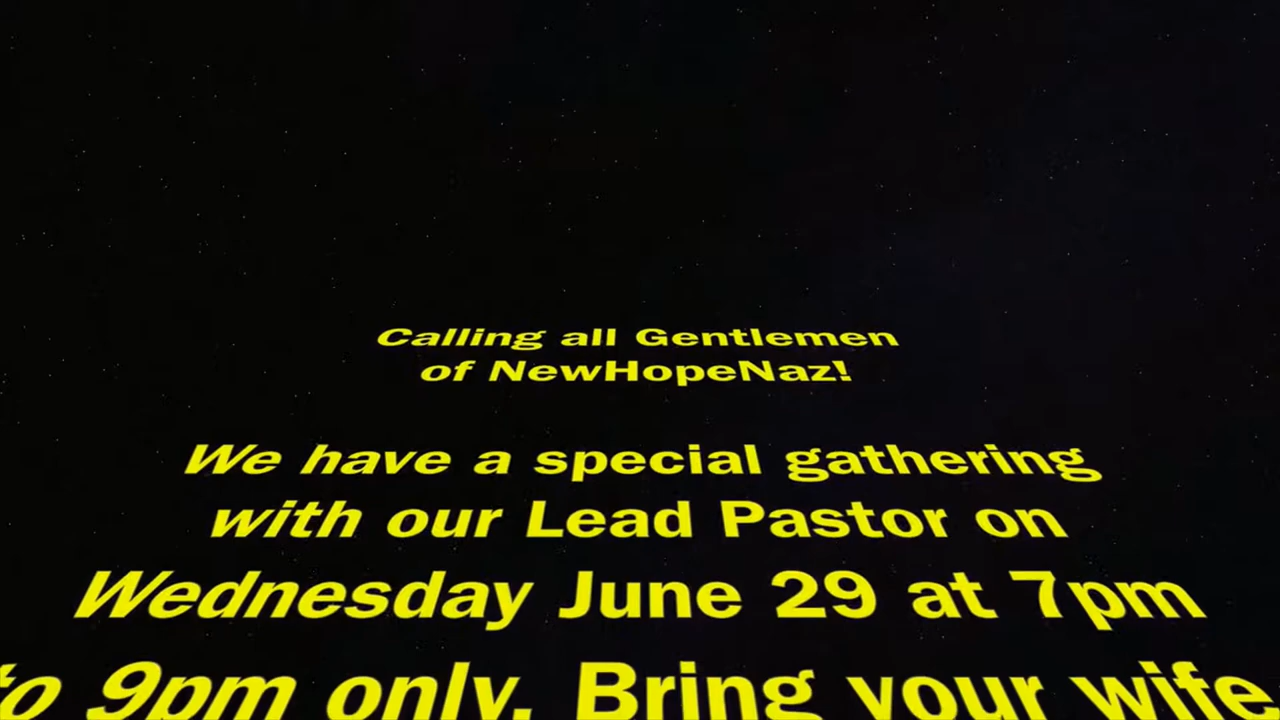 Calling all Gentlemen
of NewHopeNaz!
We have a special gathering
with our Lead Pastor on
Wednesday June 29 at 7pm
to 9pm only. Bring your wife